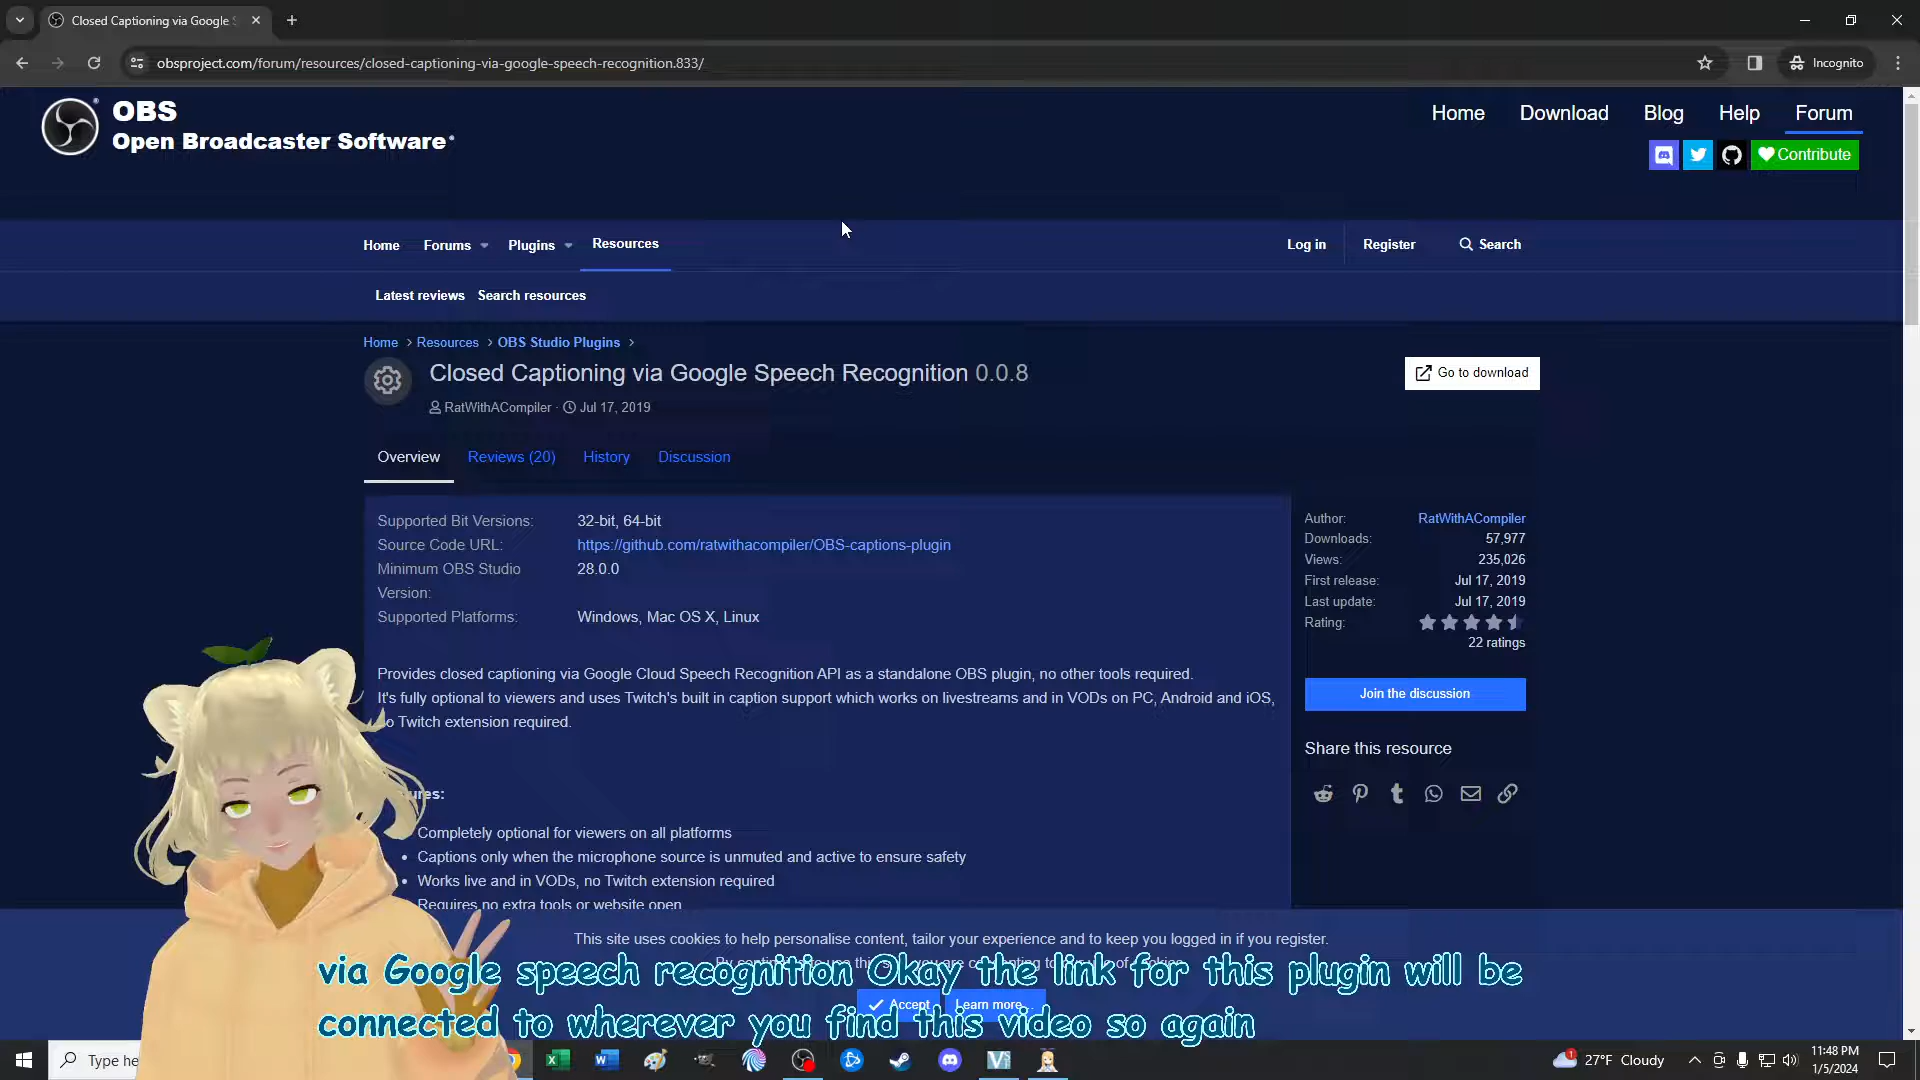 Closed Captioning via Google S
obsproject.com/forum/resources/closed-captioning-via-google-speech-recognition.833/
Incognito
OBS
Open Broadcaster Software
Home Download Blog Help Forum
Contribute
Home Forums Plugins Resources
Log in Register Search
Latest reviews Search resources
Home > Resources > OBS Studio Plugins >
Closed Captioning via Google Speech Recognition 0.0.8
Go to download
RatWithACompiler · Jul 17, 2019
Overview Reviews (20) History Discussion
Supported Bit Versions: 32-bit, 64-bit
Source Code URL: https://github.com/ratwithacompiler/OBS-captions-plugin
Minimum OBS Studio 28.0.0
Version:
Supported Platforms: Windows, Mac OS X, Linux
Provides closed captioning via Google Cloud Speech Recognition API as a standalone OBS plugin, no other tools required.
It's fully optional to viewers and uses Twitch's built in caption support which works on livestreams and in VODs on PC, Android and iOS,
o Twitch extension required.
ures:
• Completely optional for viewers on all platforms
• Captions only when the microphone source is unmuted and active to ensure safety
• Works live and in VODs, no Twitch extension required
Requires no extra tools or website open
Author: RatWithACompiler
Downloads: 57,977
Views: 235,026
First release: Jul 17, 2019
Last update: Jul 17, 2019
Rating:
22 ratings
Join the discussion
Share this resource
This site uses cookies to help personalise content, tailor your experience and to keep you logged in if you register.
Accept Learn more…
via Google speech recognition Okay the link for this plugin will be
connected to wherever you find this video so again
Type he
27°F Cloudy
11:48 PM
1/5/2024